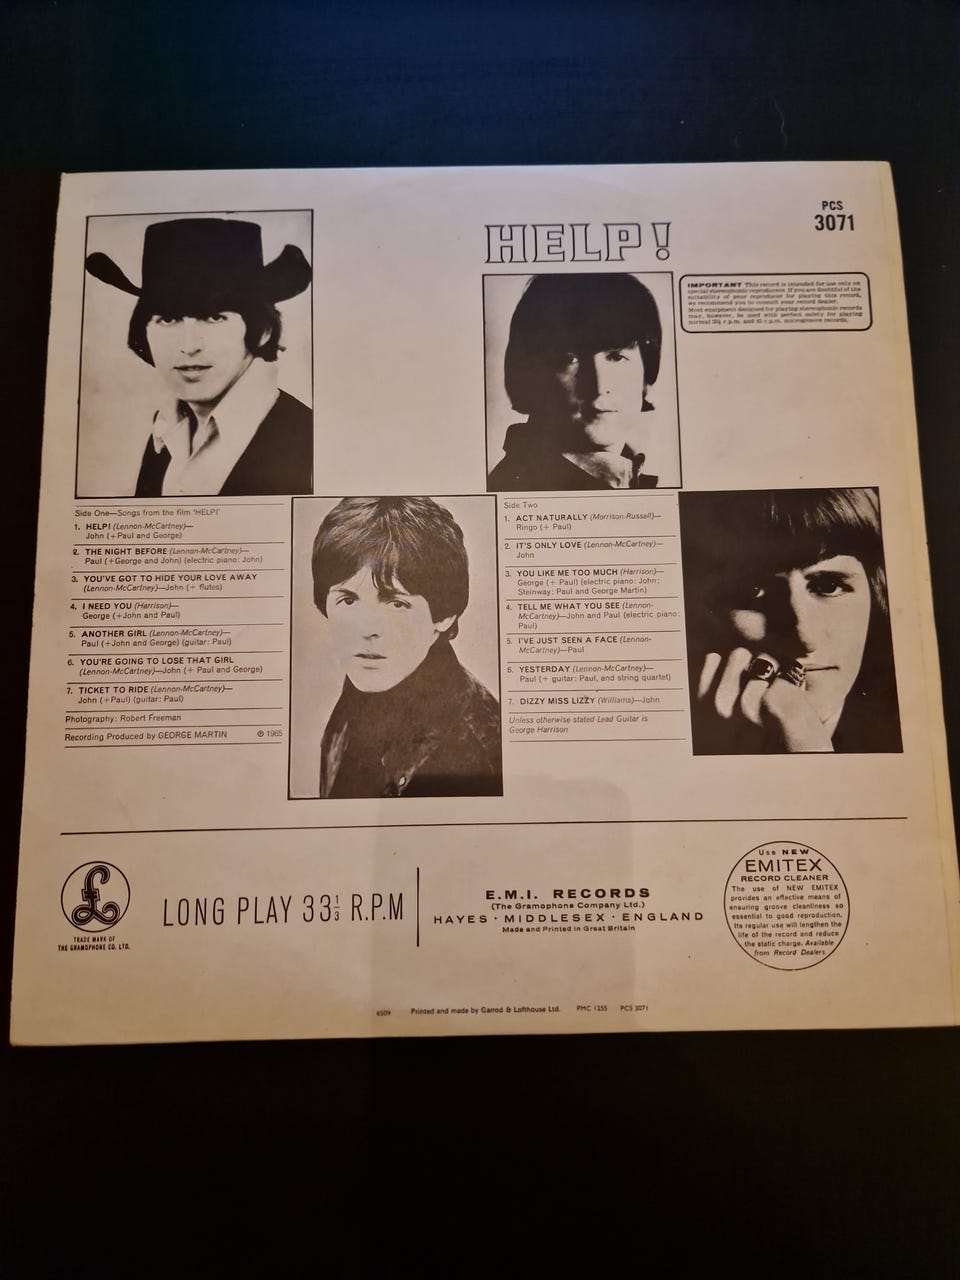 PCS
3071
HELP!
IMPORTANT This record is intended for use only on
special stereophonic reproducers. If you are doubtful of the
suitability of your reproducer for playing this record,
we recommend you to consult your record dealer.
Most equipment designed for playing stereophonic records
may, however, be used with perfect safety for playing
normal 33⅓ r.p.m. and 45 r.p.m. microgroove records.
Side One—Songs from the film 'HELP!'
1. HELP! (Lennon-McCartney)—
John (+Paul and George)
2. THE NIGHT BEFORE (Lennon-McCartney)—
Paul (+George and John) (electric piano: John)
3. YOU'VE GOT TO HIDE YOUR LOVE AWAY
(Lennon-McCartney)—John (+ flutes)
4. I NEED YOU (Harrison)—
George (+John and Paul)
5. ANOTHER GIRL (Lennon-McCartney)—
Paul (+John and George) (guitar: Paul)
6. YOU'RE GOING TO LOSE THAT GIRL
(Lennon-McCartney)—John (+ Paul and George)
7. TICKET TO RIDE (Lennon-McCartney)—
John (+Paul) (guitar: Paul)
Photography: Robert Freeman
Recording Produced by GEORGE MARTIN ℗ 1965
Side Two
1. ACT NATURALLY (Morrison-Russell)—
Ringo (+ Paul)
2. IT'S ONLY LOVE (Lennon-McCartney)—
John
3. YOU LIKE ME TOO MUCH (Harrison)—
George (+ Paul) (electric piano: John;
Steinway: Paul and George Martin)
4. TELL ME WHAT YOU SEE (Lennon-
McCartney)—John and Paul (electric piano:
Paul)
5. I'VE JUST SEEN A FACE (Lennon-
McCartney)—Paul
6. YESTERDAY (Lennon-McCartney)—
Paul (+ guitar: Paul, and string quartet)
7. DIZZY MISS LIZZY (Williams)—John
Unless otherwise stated Lead Guitar is
George Harrison
£
TRADE MARK OF
THE GRAMOPHONE CO. LTD.
LONG PLAY 33⅓ R.P.M
E.M.I. RECORDS
(The Gramophone Company Ltd.)
HAYES · MIDDLESEX · ENGLAND
Made and Printed in Great Britain
Use NEW
EMITEX
RECORD CLEANER
The use of NEW EMITEX
provides an effective means of
ensuring groove cleanliness so
essential to good reproduction.
Its regular use will lengthen the
life of the record and reduce
the static charge. Available
from Record Dealers.
6509 Printed and made by Garrod & Lofthouse Ltd. PMC 1255 PCS 3071